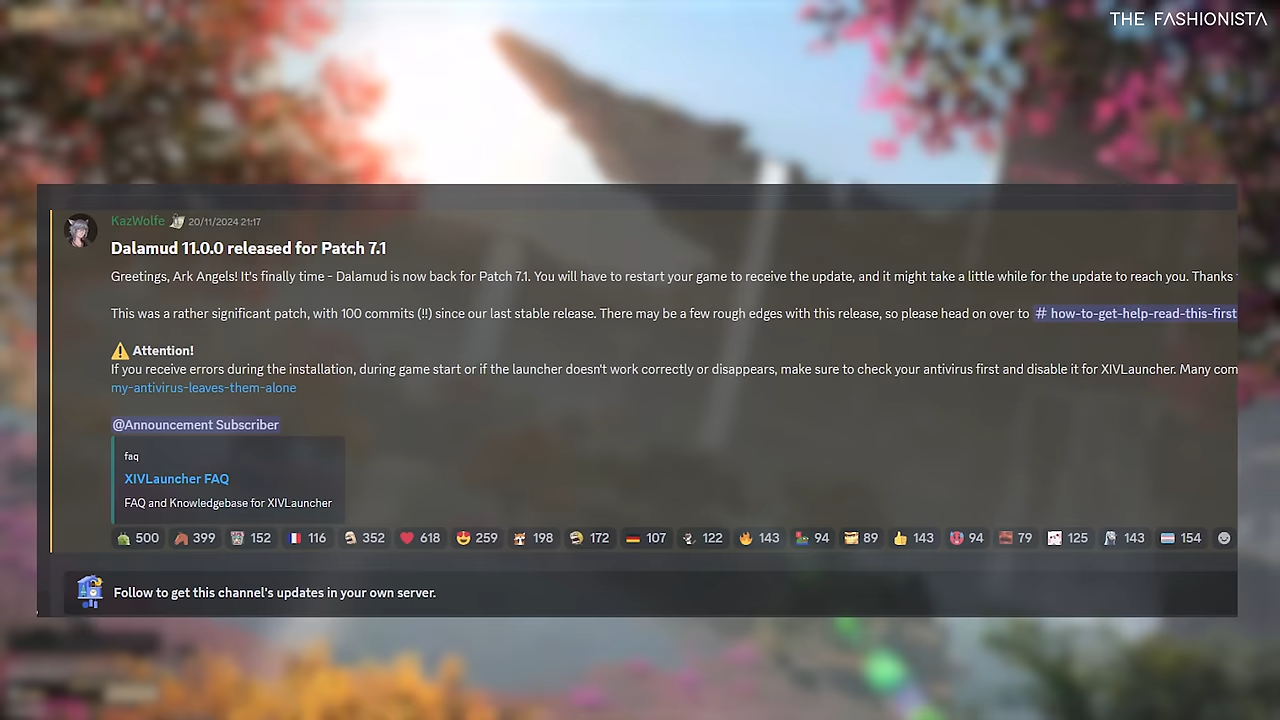 THE FASHIONISTA
KazWolfe 20/11/2024 21:17
Dalamud 11.0.0 released for Patch 7.1
Greetings, Ark Angels! It's finally time - Dalamud is now back for Patch 7.1. You will have to restart your game to receive the update, and it might take a little while for the update to reach you. Thanks
This was a rather significant patch, with 100 commits (!!) since our last stable release. There may be a few rough edges with this release, so please head on over to # how-to-get-help-read-this-first
Attention!
If you receive errors during the installation, during game start or if the launcher doesn't work correctly or disappears, make sure to check your antivirus first and disable it for XIVLauncher. Many com
my-antivirus-leaves-them-alone
@Announcement Subscriber
faq
XIVLauncher FAQ
FAQ and Knowledgebase for XIVLauncher
500 399 152 116 352 618 259 198 172 107 122 143 94 89 143 94 79 125 143 154
Follow to get this channel's updates in your own server.